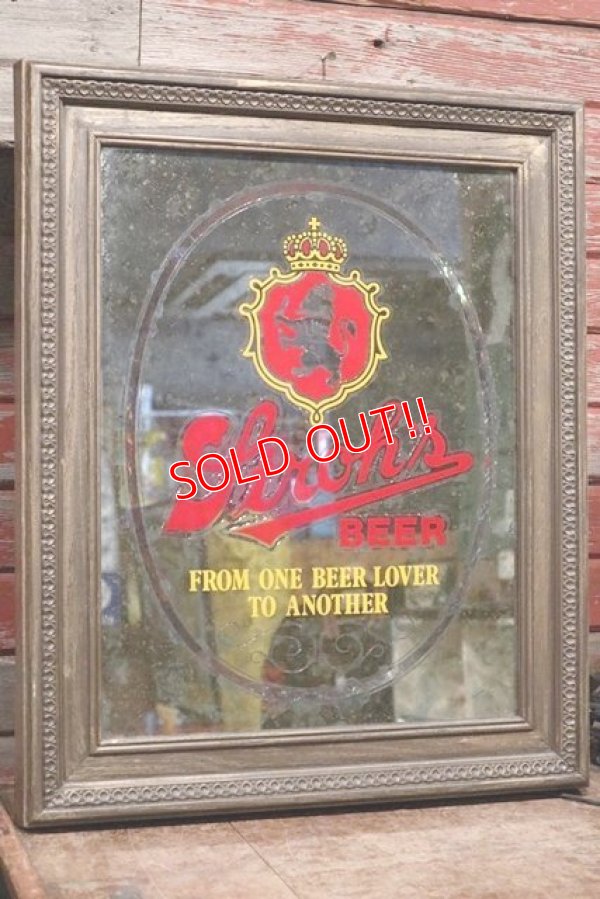 Stroh's
SOLD OUT!!
BEER
FROM ONE BEER LOVER
TO ANOTHER